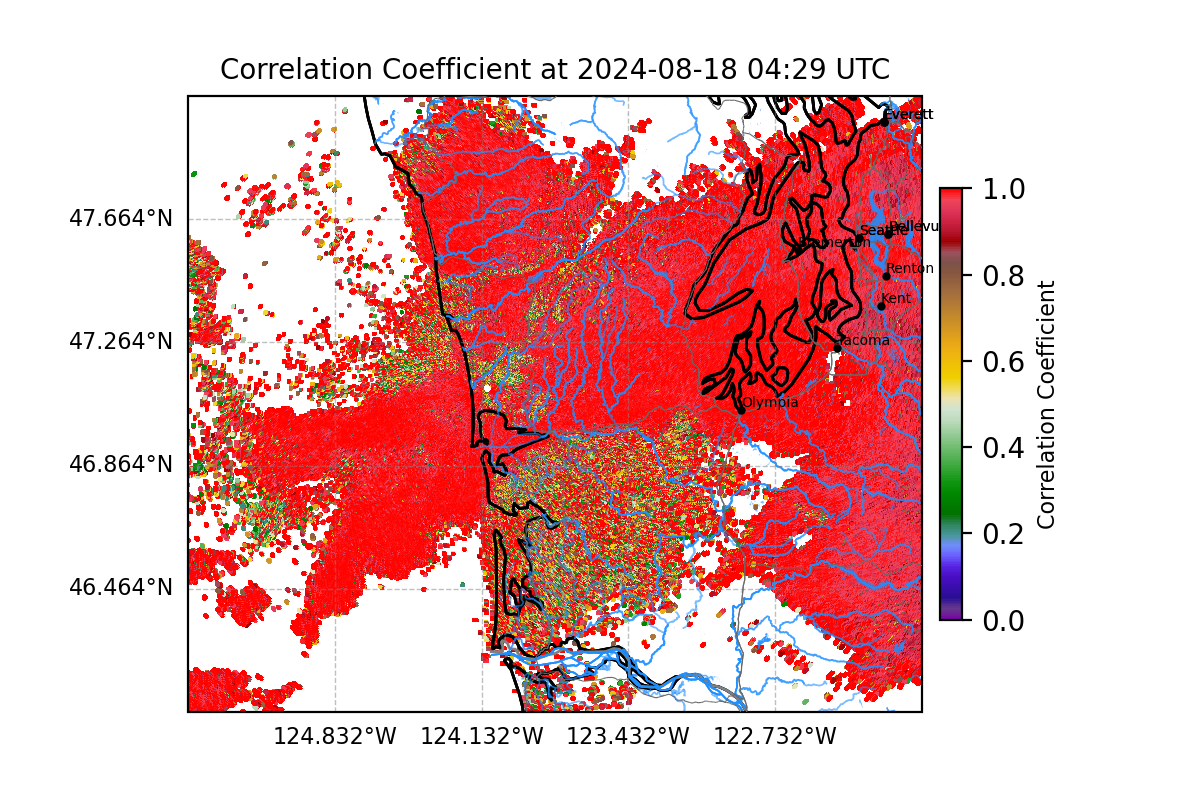 Correlation Coefficient at 2024-08-18 04:29 UTC
Everett
47.664°N
Seattle
Bellevu
Bremerton
Renton
Kent
47.264°N
Tacoma
Olympia
46.864°N
46.464°N
124.832°W
124.132°W
123.432°W
122.732°W
1.0
0.8
0.6
0.4
0.2
0.0
Correlation Coefficient